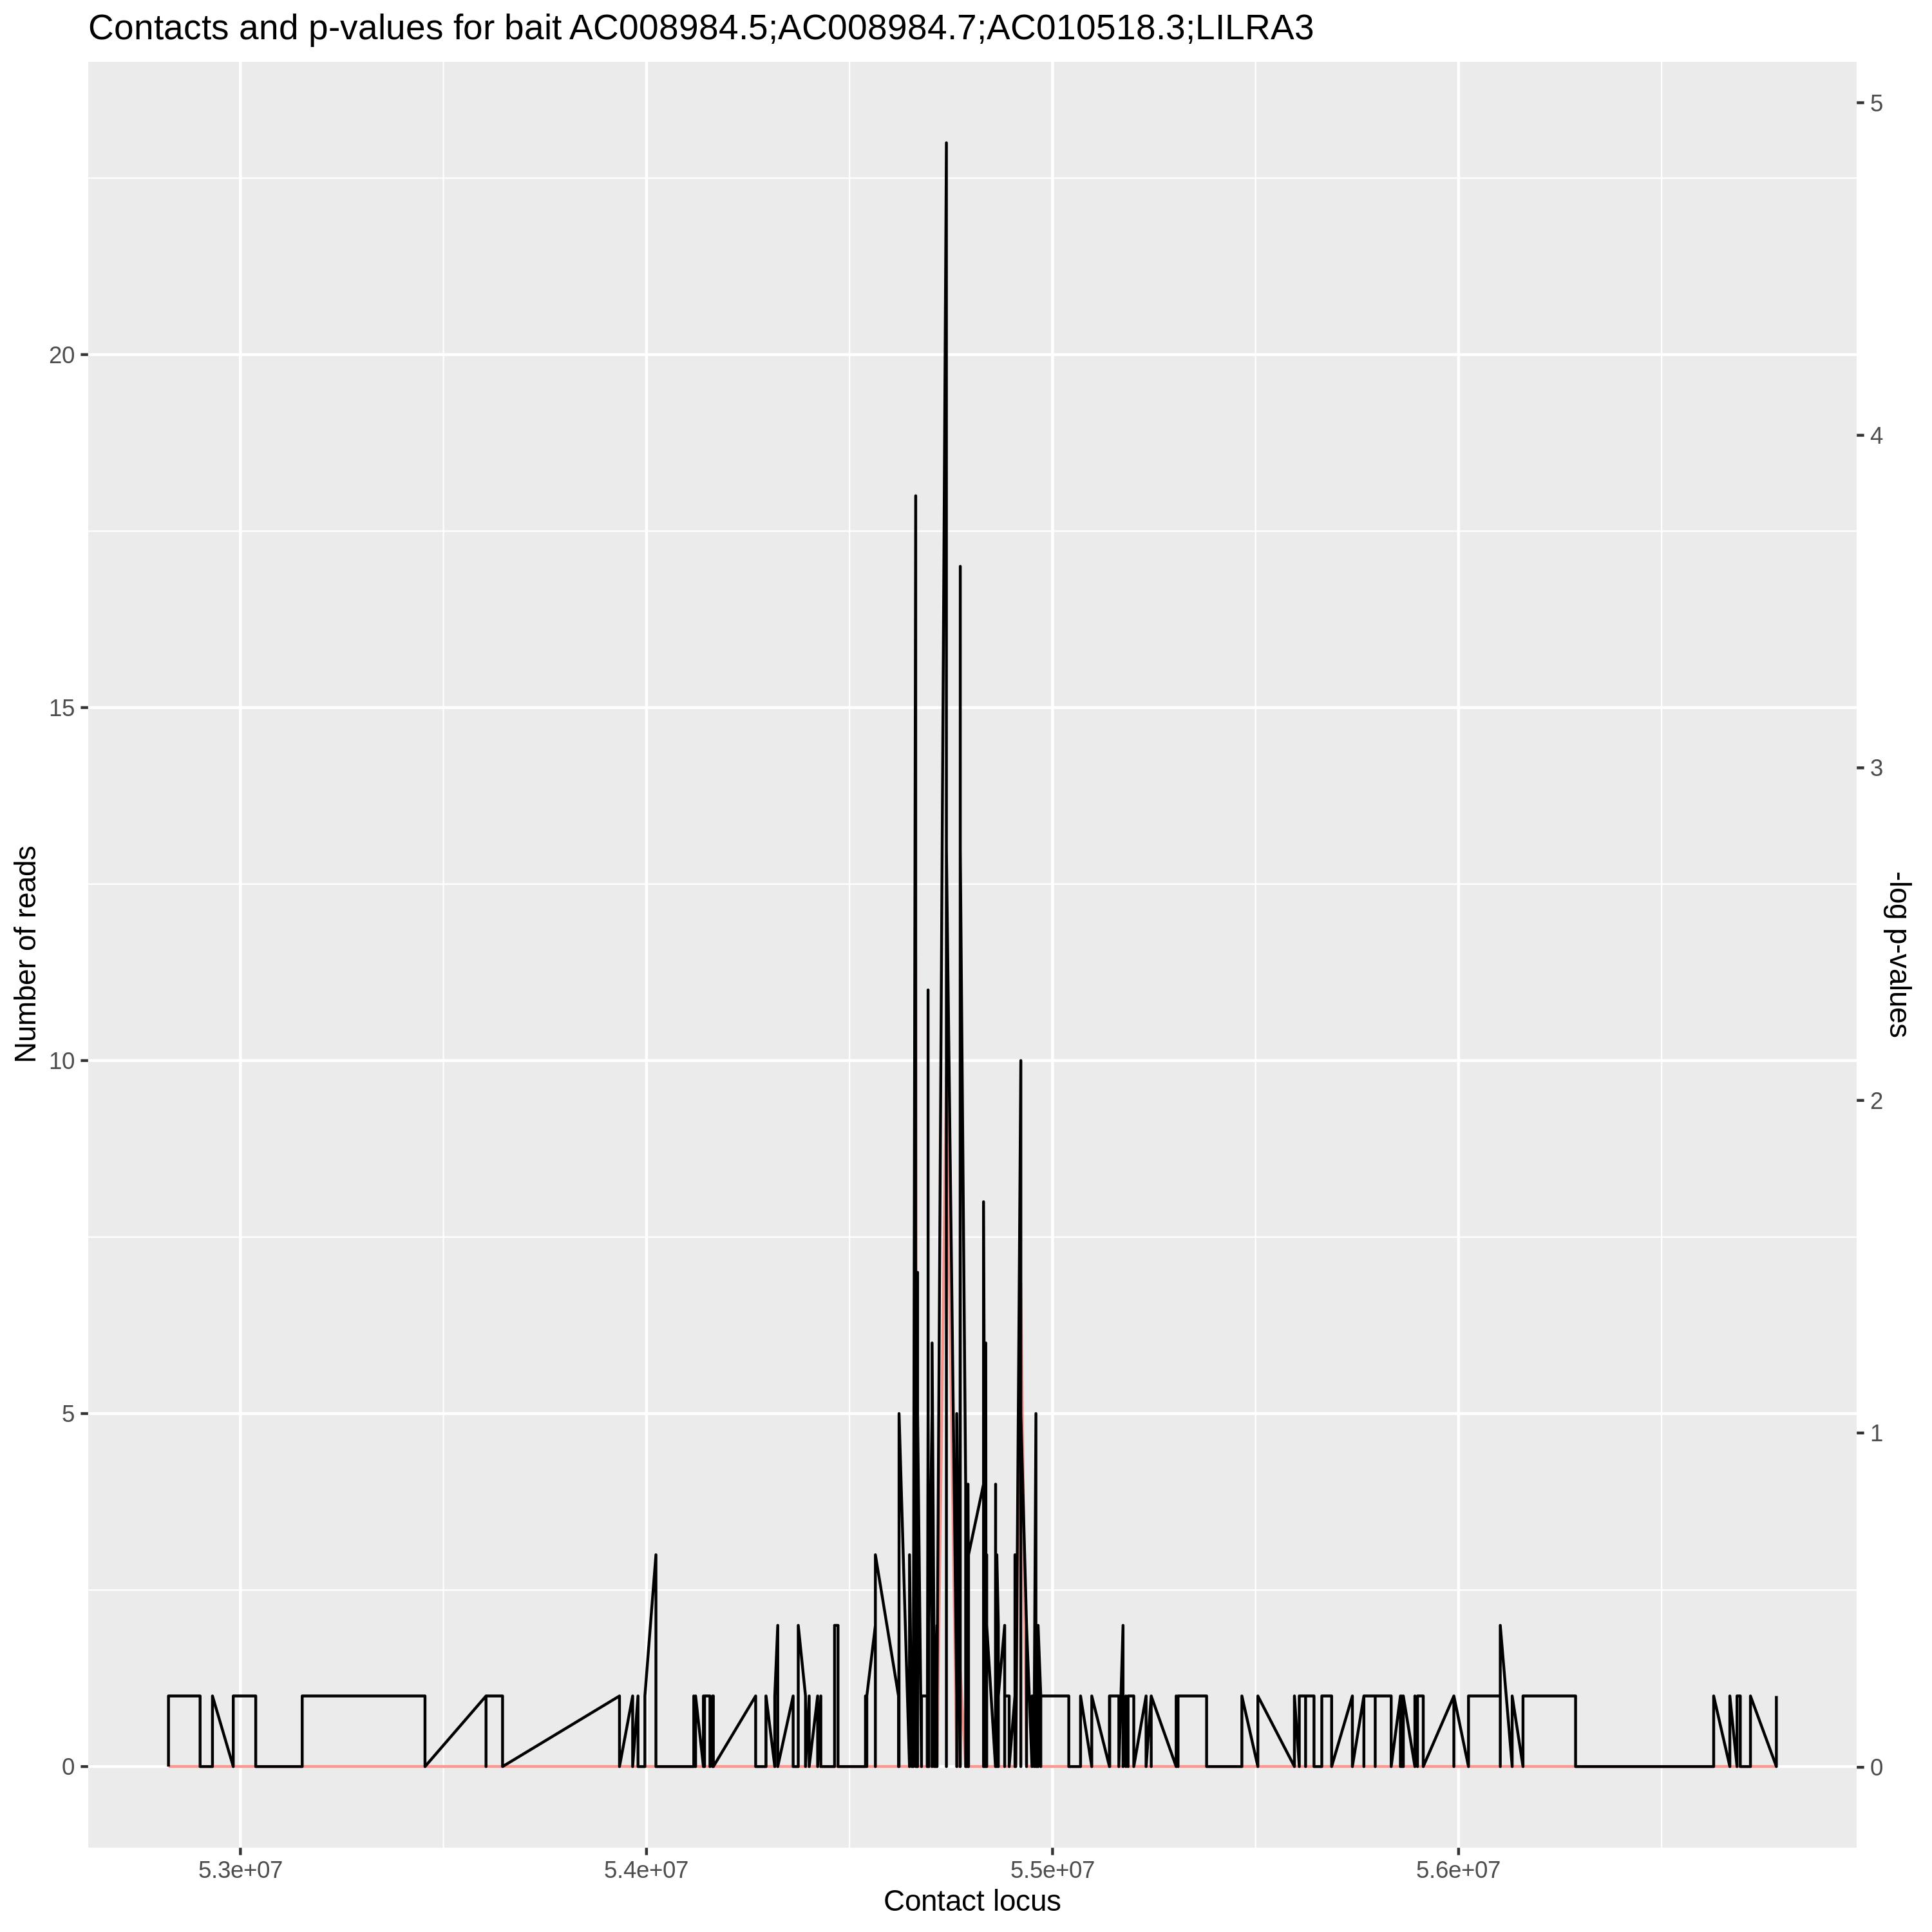 Contacts and p-values for bait AC008984.5;AC008984.7;AC010518.3;LILRA3
Number of reads
20
15
10
5
0
5
4
3
2
1
0
-log p-values
5.3e+07 5.4e+07 5.5e+07 5.6e+07
Contact locus